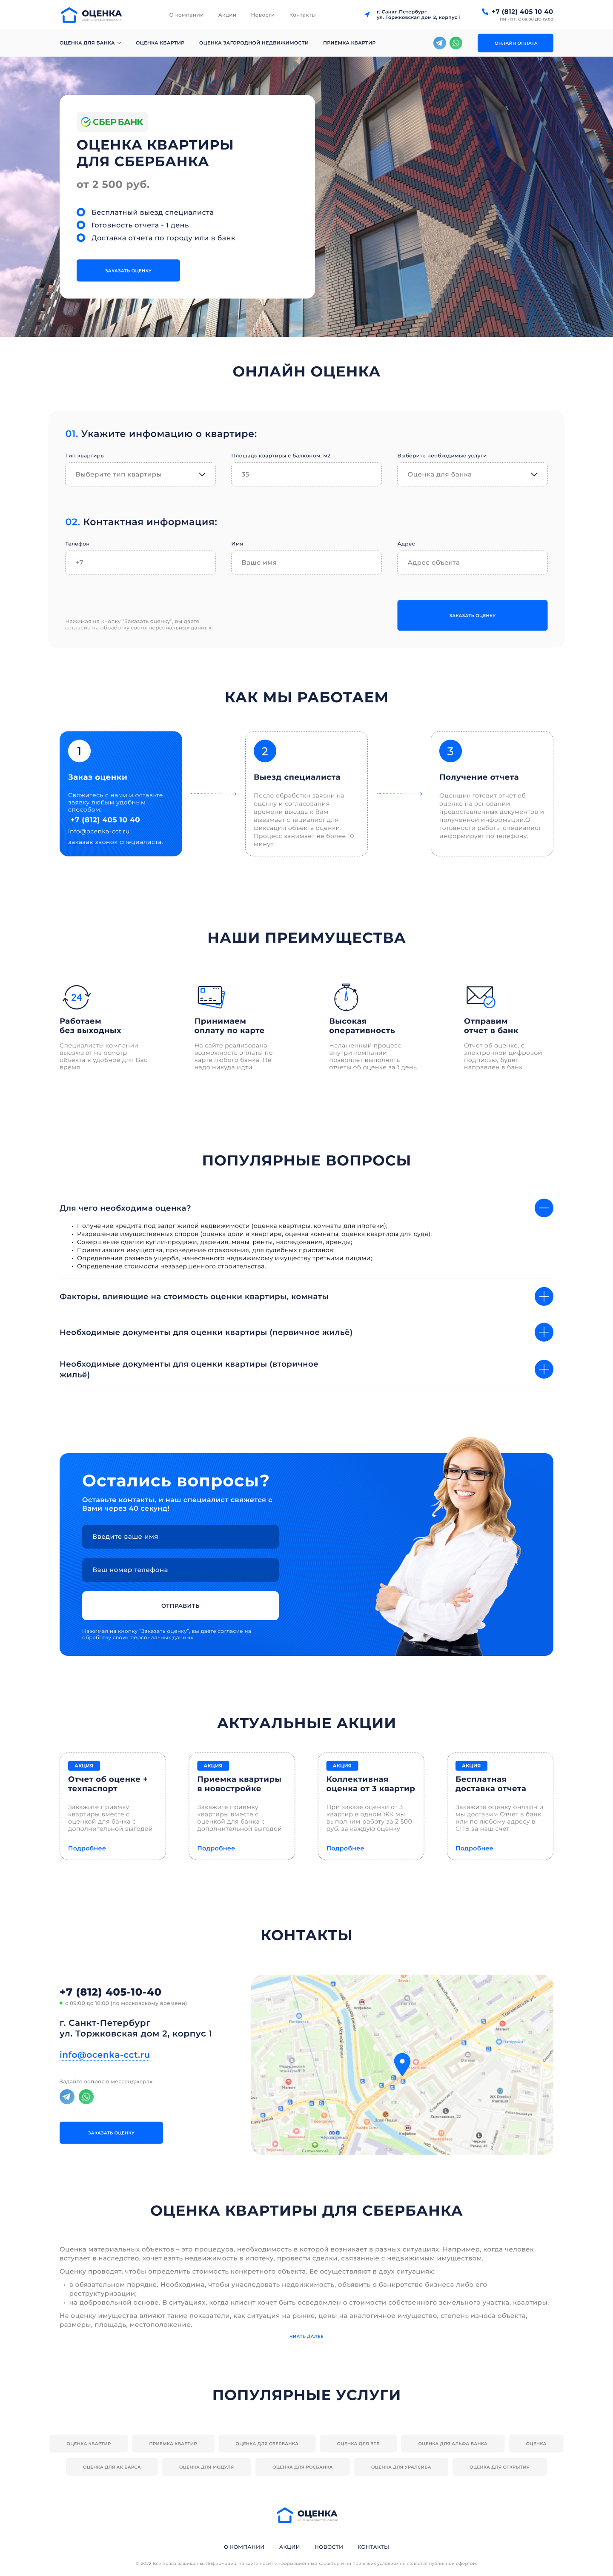 ОЦЕНКА
О компании
Акции
Новости
Контакты
г. Санкт-Петербург
ул. Торжковская дом 2, корпус 1
+7 (812) 405 10 40
ПН - ПТ: С 09:00 ДО 18:00
ОЦЕНКА ДЛЯ БАНКА
ОЦЕНКА КВАРТИР
ОЦЕНКА ЗАГОРОДНОЙ НЕДВИЖИМОСТИ
ПРИЕМКА КВАРТИР
ОНЛАЙН ОПЛАТА
СБЕРБАНК
ОЦЕНКА КВАРТИРЫ
ДЛЯ СБЕРБАНКА
от 2 500 руб.
Бесплатный выезд специалиста
Готовность отчета - 1 день
Доставка отчета по городу или в банк
ЗАКАЗАТЬ ОЦЕНКУ
ОНЛАЙН ОЦЕНКА
01. Укажите инфомацию о квартире:
Тип квартиры
Площадь квартиры с балконом, м2
Выберите необходимые услуги
Выберите тип квартиры
35
Оценка для банка
02. Контактная информация:
Телефон
Имя
Адрес
+7
Ваше имя
Адрес объекта
Нажимая на кнопку "Заказать оценку", вы даете
согласие на обработку своих персональных данных
ЗАКАЗАТЬ ОЦЕНКУ
КАК МЫ РАБОТАЕМ
1
Заказ оценки
Свяжитесь с нами и оставьте
заявку любым удобным
способом:
+7 (812) 405 10 40
info@ocenka-cct.ru
заказав звонок специалиста.
2
Выезд специалиста
После обработки заявки на
оценку и согласования
времени выезда к Вам
выезжает специалист для
фиксации объекта оценки.
Процесс занимает не более 10
минут.
3
Получение отчета
Оценщик готовит отчет об
оценке на основании
предоставленных документов и
полученной информации.О
готовности работы специалист
информирует по телефону.
НАШИ ПРЕИМУЩЕСТВА
24
Работаем
без выходных
Специалисты компании
выезжают на осмотр
объекта в удобное для Вас
время
Принимаем
оплату по карте
На сайте реализована
возможность оплаты по
карте любого банка. Не
надо никуда идти
Высокая
оперативность
Налаженный процесс
внутри компании
позволяет выполнить
отчеты об оценке за 1 день.
Отправим
отчет в банк
Отчет об оценке, с
электронной цифровой
подписью, будет
направлен в банк
ПОПУЛЯРНЫЕ ВОПРОСЫ
Для чего необходима оценка?
• Получение кредита под залог жилой недвижимости (оценка квартиры, комнаты для ипотеки);
• Разрешения имущественных споров (оценка доли в квартире, оценка комнаты, оценка квартиры для суда);
• Совершение сделки купли-продажи, дарения, мены, ренты, наследования, аренды;
• Приватизация имущества, проведение страхования, для судебных приставов;
• Определение размера ущерба, нанесенного недвижимому имуществу третьими лицами;
• Определение стоимости незавершенного строительства.
Факторы, влияющие на стоимость оценки квартиры, комнаты
Необходимые документы для оценки квартиры (первичное жильё)
Необходимые документы для оценки квартиры (вторичное
жильё)
Остались вопросы?
Оставьте контакты, и наш специалист свяжется с
Вами через 40 секунд!
Введите ваше имя
Ваш номер телефона
ОТПРАВИТЬ
Нажимая на кнопку "Заказать оценку", вы даете согласие на
обработку своих персональных данных
АКТУАЛЬНЫЕ АКЦИИ
АКЦИЯ
Отчет об оценке +
техпаспорт
Закажите приемку
квартиры вместе с
оценкой для банка с
дополнительной выгодой
Подробнее
АКЦИЯ
Приемка квартиры
в новостройке
Закажите приемку
квартиры вместе с
оценкой для банка с
дополнительной выгодой
Подробнее
АКЦИЯ
Коллективная
оценка от 3 квартир
При заказе оценки от 3
квартир в одном ЖК мы
выполним работу за 2 500
руб. за каждую оценку
Подробнее
АКЦИЯ
Бесплатная
доставка отчета
Закажите оценку онлайн и
мы доставим Отчет в банк
или по любому адресу в
СПБ за наш счет
Подробнее
КОНТАКТЫ
+7 (812) 405-10-40
с 09:00 до 18:00 (по московскому времени)
г. Санкт-Петербург
ул. Торжковская дом 2, корпус 1
info@ocenka-cct.ru
Задайте вопрос в мессенджерах:
ЗАКАЗАТЬ ОЦЕНКУ
ОЦЕНКА КВАРТИРЫ ДЛЯ СБЕРБАНКА
Оценка материальных объектов – это процедура, необходимость в которой возникает в разных ситуациях. Например, когда человек
вступает в наследство, хочет взять недвижимость в ипотеку, провести сделки, связанные с недвижимым имуществом.
Оценку проводят, чтобы определить стоимость конкретного объекта. Ее осуществляют в двух ситуациях:
• в обязательном порядке. Необходима, чтобы унаследовать недвижимость, объявить о банкротстве бизнеса либо его
реструктуризации;
• на добровольной основе. В ситуациях, когда клиент хочет быть осведомлен о стоимости собственного земельного участка, квартиры.
На оценку имущества влияют такие показатели, как ситуация на рынке, цены на аналогичное имущество, степень износа объекта,
размеры, площадь, местоположение.
ЧИАТЬ ДАЛЕЕ
ПОПУЛЯРНЫЕ УСЛУГИ
ОЦЕНКА КВАРТИР
ПРИЕМКА КВАРТИР
ОЦЕНКА ДЛЯ СБЕРБАНКА
ОЦЕНКА ДЛЯ ВТБ
ОЦЕНКА ДЛЯ АЛЬФА БАНКА
ОЦЕНКА
ОЦЕНКА ДЛЯ АК БАРСА
ОЦЕНКА ДЛЯ МОДУЛЯ
ОЦЕНКА ДЛЯ РОСБАНКА
ОЦЕНКА ДЛЯ УРАЛСИБА
ОЦЕНКА ДЛЯ ОТКРЫТИЯ
ОЦЕНКА
О КОМПАНИИ
АКЦИИ
НОВОСТИ
КОНТАКТЫ
© 2022 Все права защищены. Информация, на сайте носит информационный характер и ни при каких условиях не является публичной офертой.